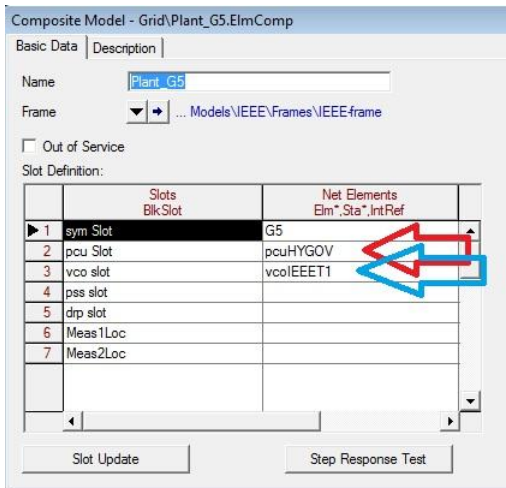 Composite Model - Grid\Plant_G5.ElmComp
Basic Data Description
Name Plant_G5
Frame ... Models\IEEE\Frames\IEEE-frame
Out of Service
Slot Definition:
Slots Net Elements
BlkSlot Elm*,Sta*,IntRef
1 sym Slot G5
2 pcu Slot pcuHYGOV
3 vco slot vcoIEEET1
4 pss slot
5 drp slot
6 Meas1Loc
7 Meas2Loc
Slot Update Step Response Test